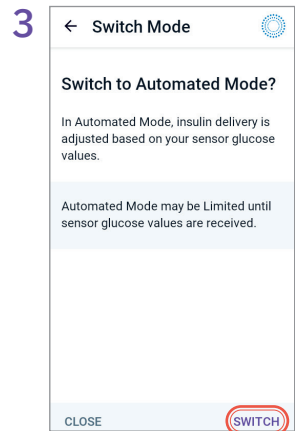 3
Switch Mode
Switch to Automated Mode?
In Automated Mode, insulin delivery is
adjusted based on your sensor glucose
values.
Automated Mode may be Limited until
sensor glucose values are received.
CLOSE
SWITCH